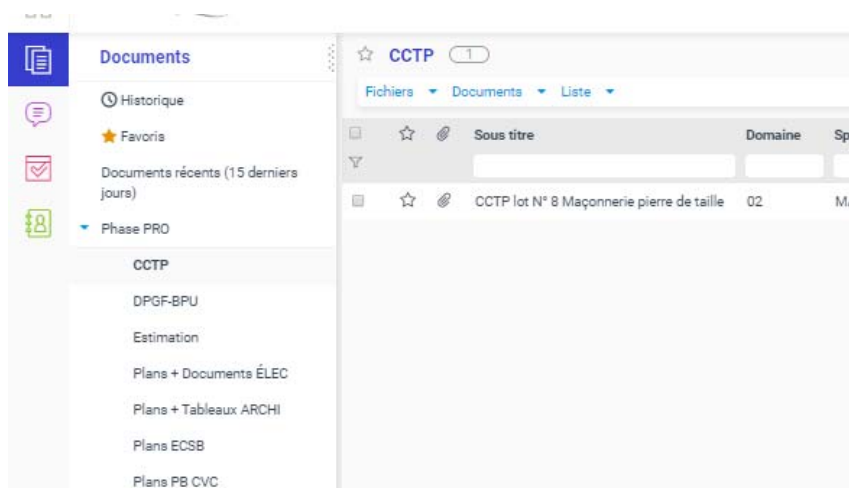 Documents
Historique
Favoris
Documents récents (15 derniers
jours)
Phase PRO
CCTP
DPGF-BPU
Estimation
Plans + Documents ÉLEC
Plans + Tableaux ARCHI
Plans ECSB
Plans PB CVC
CCTP 1
Fichiers Documents Liste
Sous titre Domaine
CCTP lot N° 8 Maçonnerie pierre de taille 02